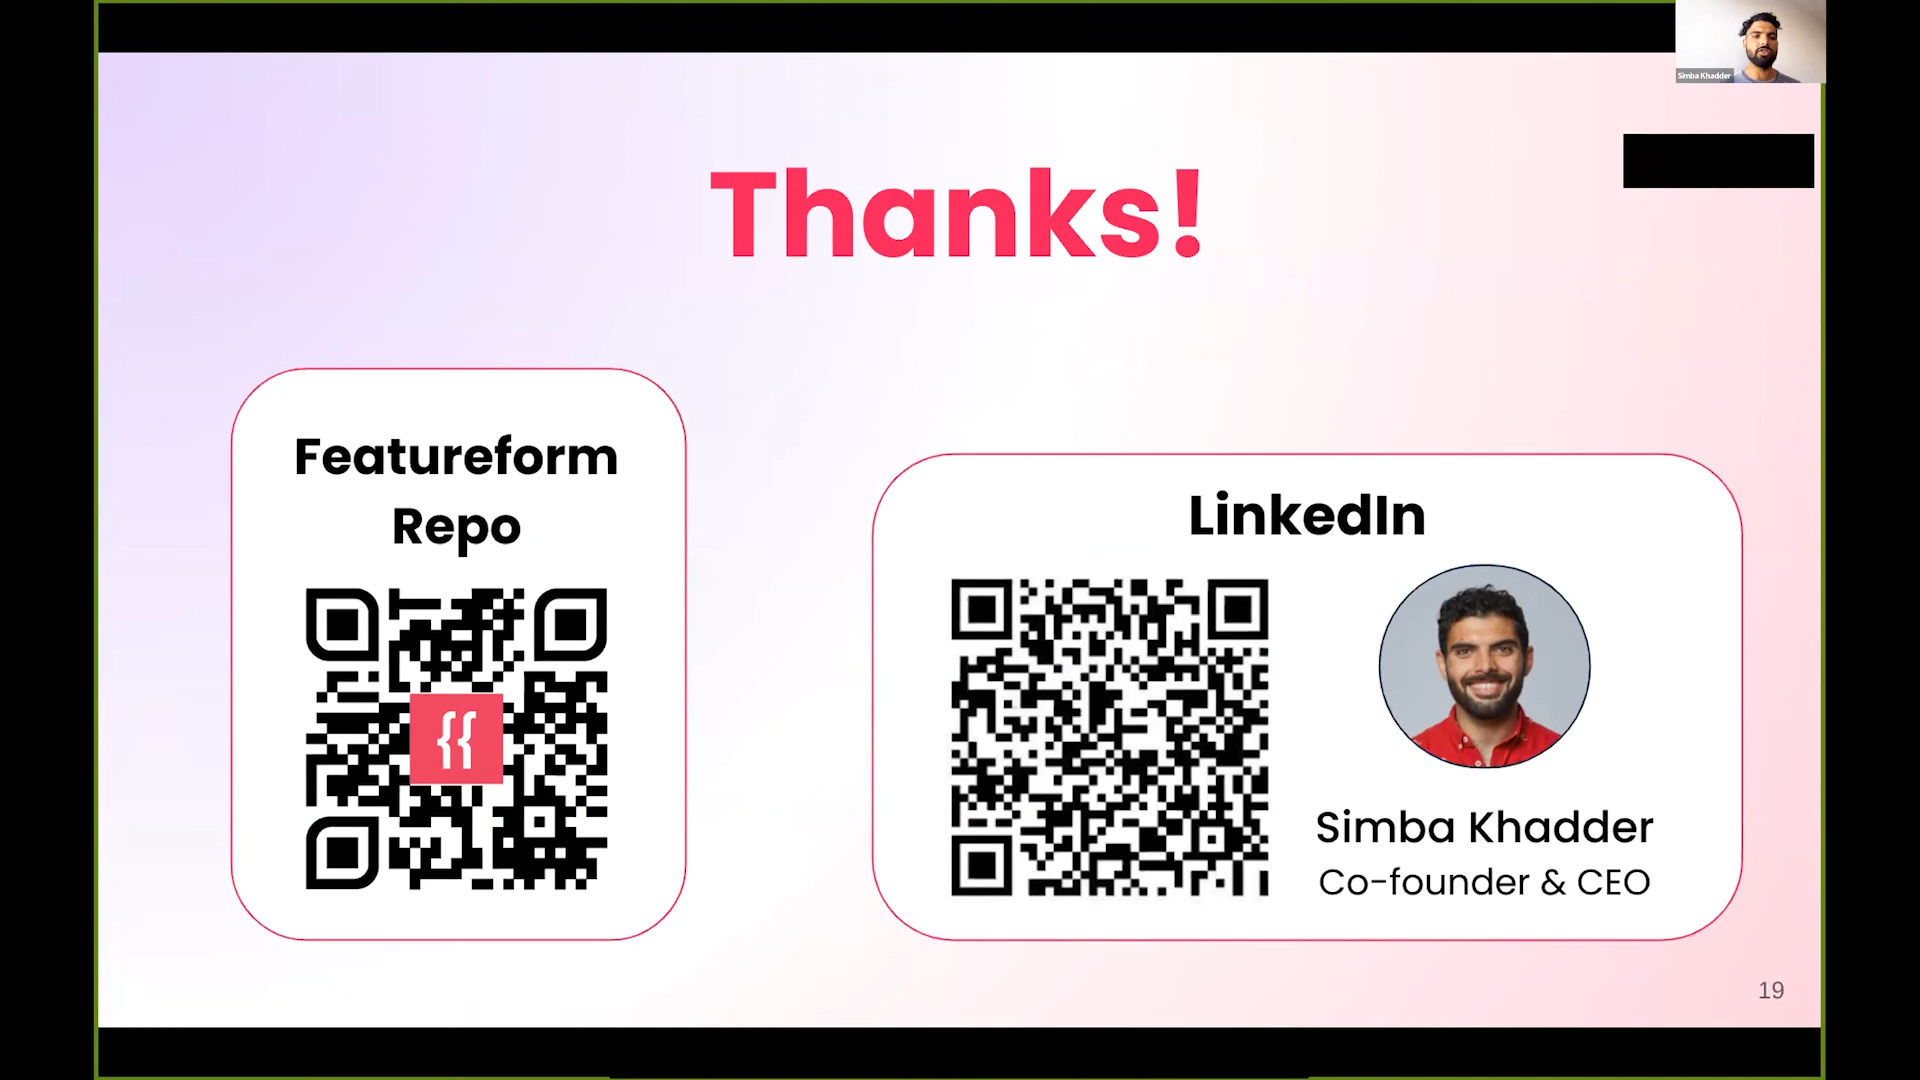 Simba Khadder
Thanks!
Featureform
Repo
{{
LinkedIn
Simba Khadder
Co-founder & CEO
19